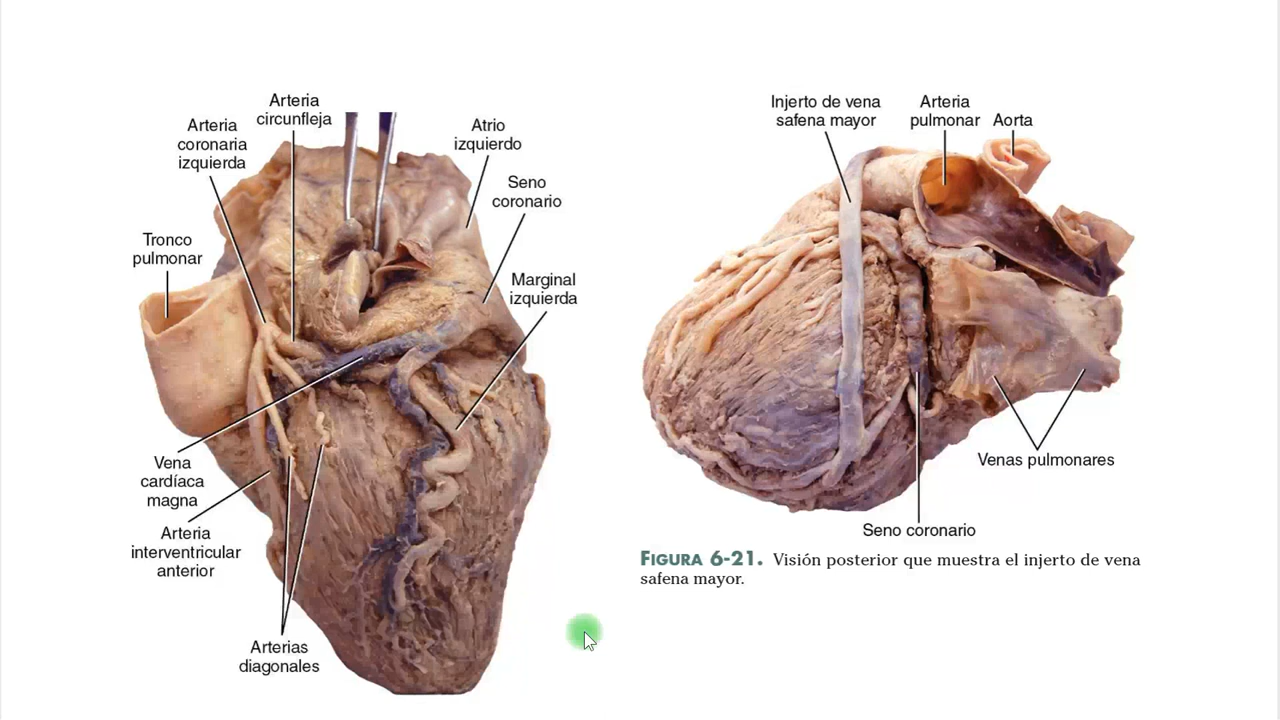 Arteria
circunfleja
Arteria
coronaria
izquierda
Atrio
izquierdo
Seno
coronario
Tronco
pulmonar
Marginal
izquierda
Vena
cardíaca
magna
Arteria
interventricular
anterior
Arterias
diagonales
Injerto de vena
safena mayor
Arteria
pulmonar
Aorta
Venas pulmonares
Seno coronario
FIGURA 6-21. Visión posterior que muestra el injerto de vena
safena mayor.